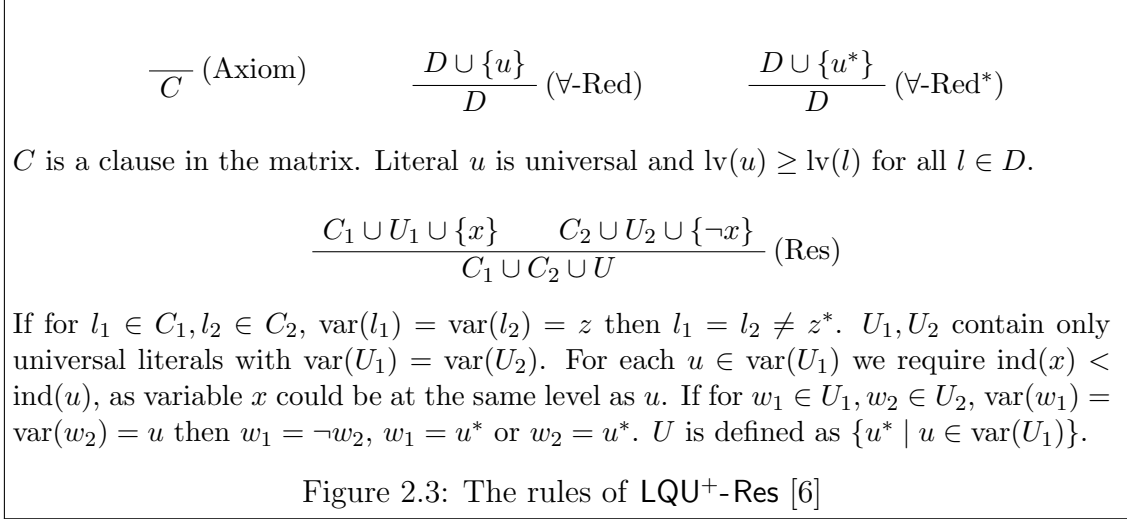 C (Axiom)   D ∪ {u} / D (∀-Red)   D ∪ {u*} / D (∀-Red*)
C is a clause in the matrix. Literal u is universal and lv(u) ≥ lv(l) for all l ∈ D.
C₁ ∪ U₁ ∪ {x}   C₂ ∪ U₂ ∪ {¬x} / C₁ ∪ C₂ ∪ U (Res)
If for l₁ ∈ C₁, l₂ ∈ C₂, var(l₁) = var(l₂) = z then l₁ = l₂ ≠ z*. U₁, U₂ contain only
universal literals with var(U₁) = var(U₂). For each u ∈ var(U₁) we require ind(x) <
ind(u), as variable x could be at the same level as u. If for w₁ ∈ U₁, w₂ ∈ U₂, var(w₁) =
var(w₂) = u then w₁ = ¬w₂, w₁ = u* or w₂ = u*. U is defined as {u* | u ∈ var(U₁)}.
Figure 2.3: The rules of LQU⁺-Res [6]